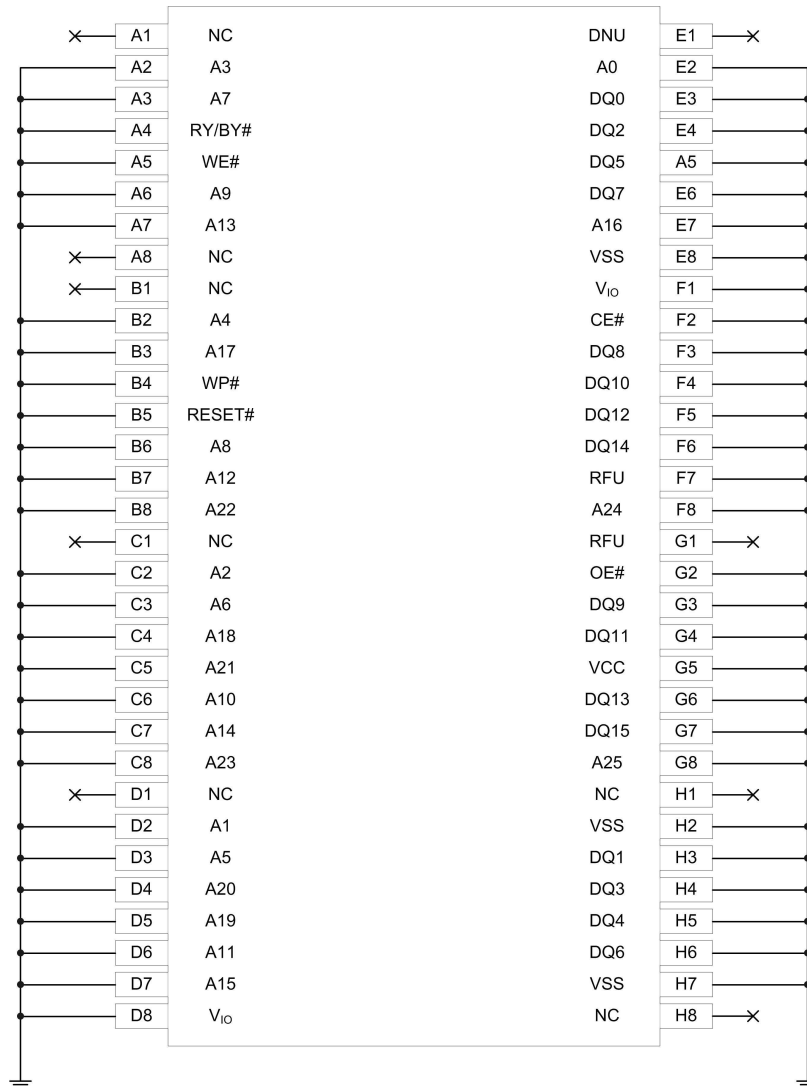 A1 NC DNU E1
A2 A3 A0 E2
A3 A7 DQ0 E3
A4 RY/BY# DQ2 E4
A5 WE# DQ5 A5
A6 A9 DQ7 E6
A7 A13 A16 E7
A8 NC VSS E8
B1 NC VIO F1
B2 A4 CE# F2
B3 A17 DQ8 F3
B4 WP# DQ10 F4
B5 RESET# DQ12 F5
B6 A8 DQ14 F6
B7 A12 RFU F7
B8 A22 A24 F8
C1 NC RFU G1
C2 A2 OE# G2
C3 A6 DQ9 G3
C4 A18 DQ11 G4
C5 A21 VCC G5
C6 A10 DQ13 G6
C7 A14 DQ15 G7
C8 A23 A25 G8
D1 NC NC H1
D2 A1 VSS H2
D3 A5 DQ1 H3
D4 A20 DQ3 H4
D5 A19 DQ4 H5
D6 A11 DQ6 H6
D7 A15 VSS H7
D8 VIO NC H8